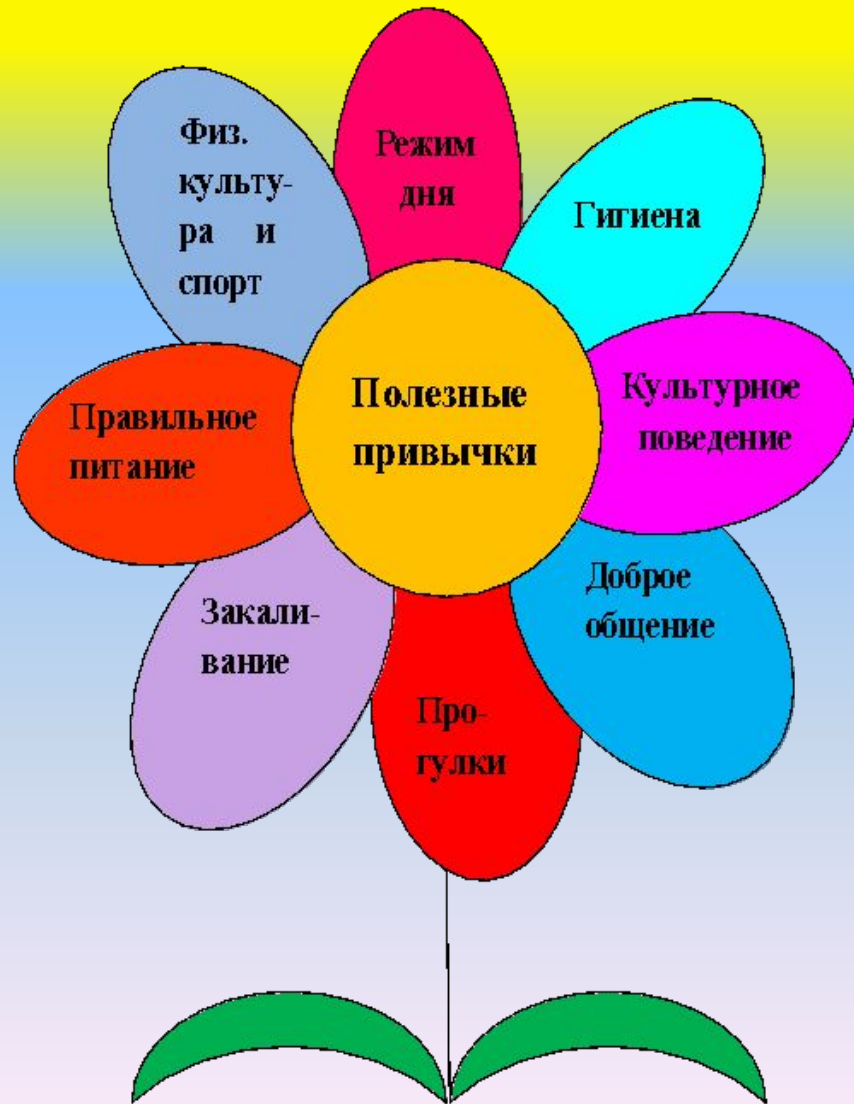 Физ.
культу-
ра и
спорт
Режим
дня
Гигиена
Правильное
питание
Полезные
привычки
Культурное
поведение
Закали-
вание
Про-
гулки
Доброе
общение